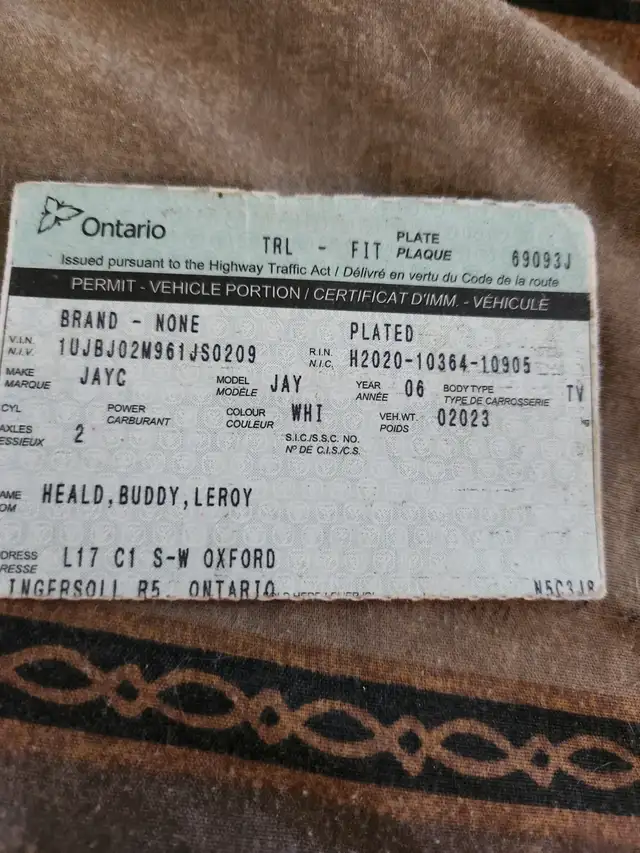 Ontario
TRL - FIT PLATE PLAQUE 69093J
Issued pursuant to the Highway Traffic Act / Délivré en vertu du Code de la route
PERMIT - VEHICLE PORTION / CERTIFICAT D'IMM. - VÉHICULE
BRAND - NONE PLATED
V.I.N. N.I.V. 1UJBJ02M961JS0209 R.I.N. N.I.C. H2020-10364-10905
MAKE MARQUE JAYC MODEL MODÈLE JAY YEAR ANNÉE 06 BODY TYPE TYPE DE CARROSSERIE TV
CYL POWER CARBURANT COLOUR COULEUR WHI VEH.WT. POIDS 02023
AXLES ESSIEUX 2 S.I.C./S.S.C. NO. Nº DE C.I.S./C.S.
AME OM HEALD,BUDDY,LEROY
DRESS RESSE L17 C1 S-W OXFORD
INGERSOLL R5 ONTARIO N5C3J8